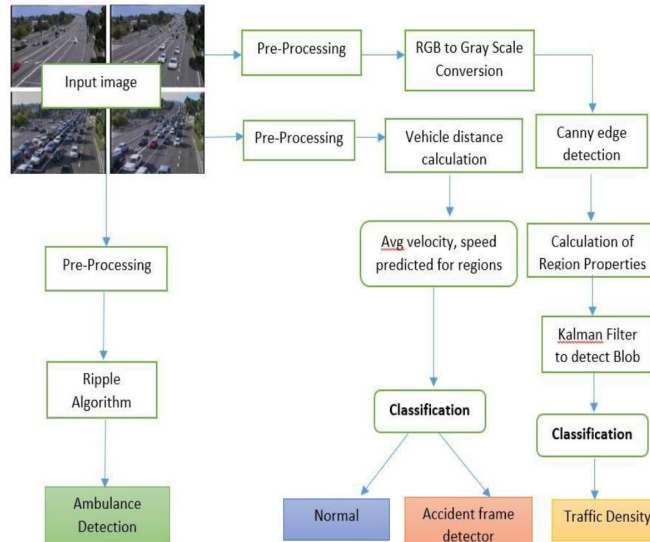 Input image
Pre-Processing
RGB to Gray Scale
Conversion
Pre-Processing
Vehicle distance
calculation
Canny edge
detection
Pre-Processing
Avg velocity, speed
predicted for regions
Calculation of
Region Properties
Ripple
Algorithm
Kalman Filter
to detect Blob
Classification
Classification
Ambulance
Detection
Normal
Accident frame
detector
Traffic Density